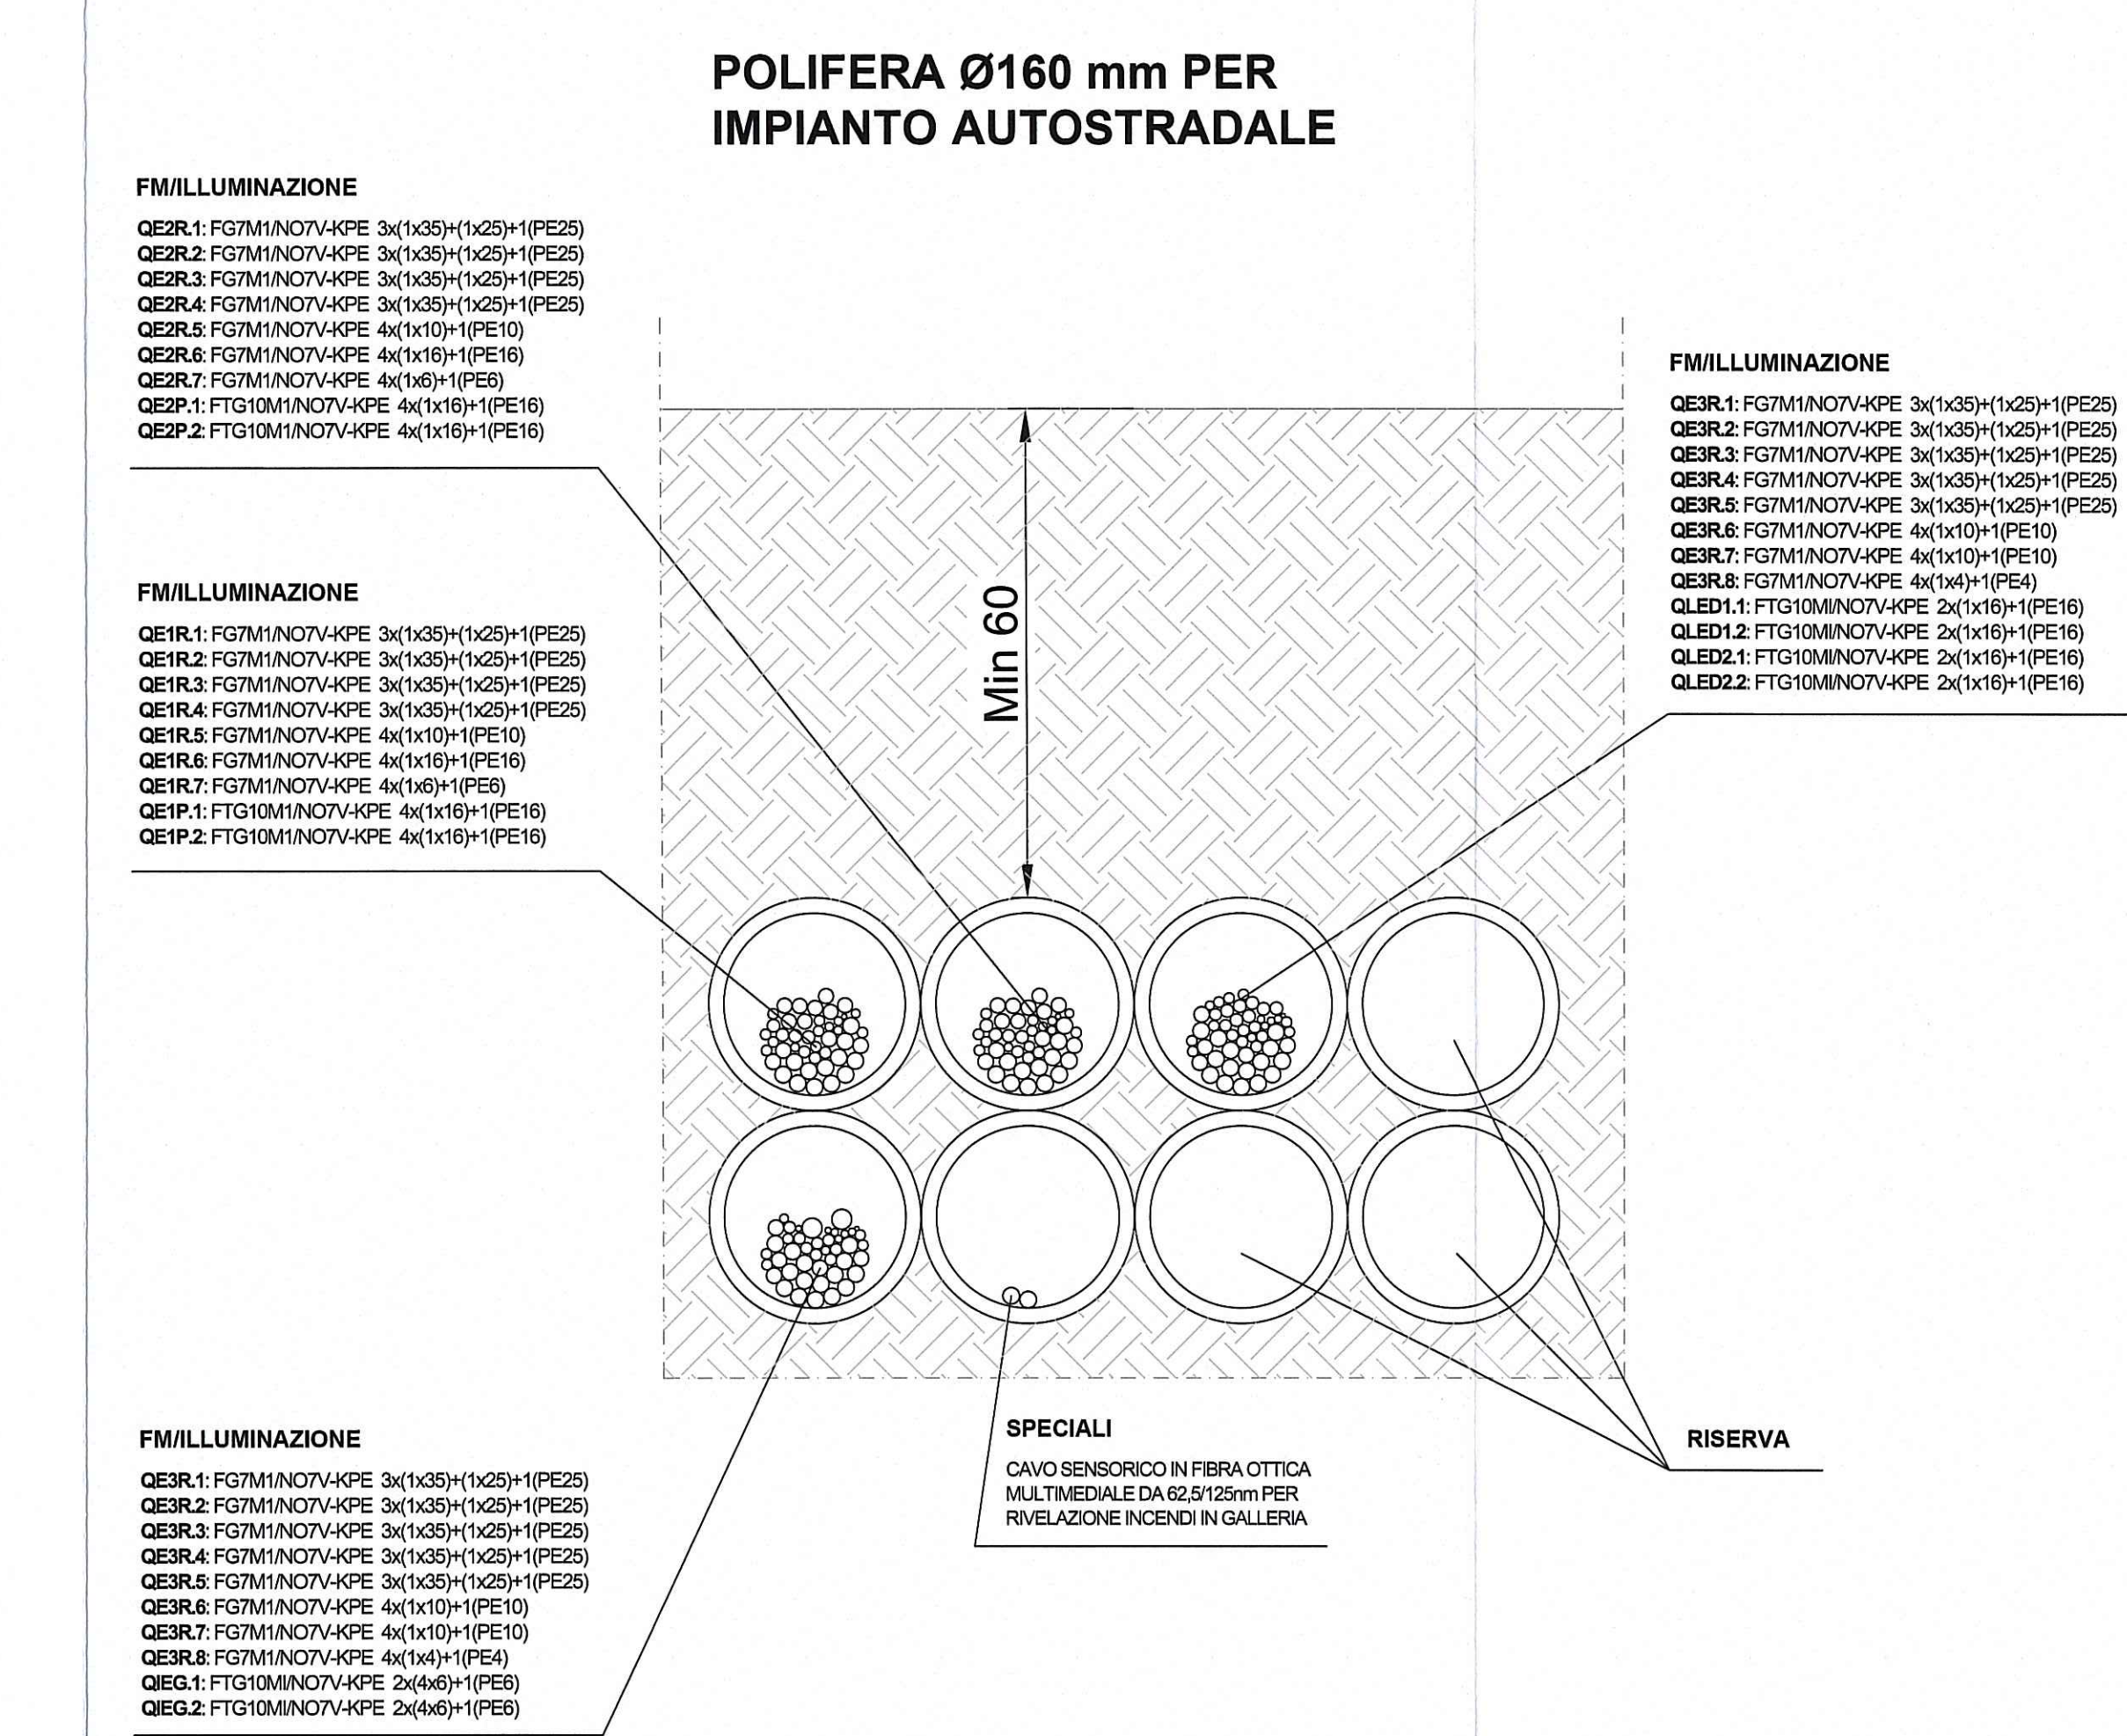 POLIFERA Ø160 mm PER
IMPIANTO AUTOSTRADALE
FM/ILLUMINAZIONE
QE2R.1: FG7M1/NO7V-KPE 3x(1x35)+(1x25)+1(PE25)
QE2R.2: FG7M1/NO7V-KPE 3x(1x35)+(1x25)+1(PE25)
QE2R.3: FG7M1/NO7V-KPE 3x(1x35)+(1x25)+1(PE25)
QE2R.4: FG7M1/NO7V-KPE 3x(1x35)+(1x25)+1(PE25)
QE2R.5: FG7M1/NO7V-KPE 4x(1x10)+1(PE10)
QE2R.6: FG7M1/NO7V-KPE 4x(1x16)+1(PE16)
QE2R.7: FG7M1/NO7V-KPE 4x(1x6)+1(PE6)
QE2P.1: FTG10M1/NO7V-KPE 4x(1x16)+1(PE16)
QE2P.2: FTG10M1/NO7V-KPE 4x(1x16)+1(PE16)
FM/ILLUMINAZIONE
QE1R.1: FG7M1/NO7V-KPE 3x(1x35)+(1x25)+1(PE25)
QE1R.2: FG7M1/NO7V-KPE 3x(1x35)+(1x25)+1(PE25)
QE1R.3: FG7M1/NO7V-KPE 3x(1x35)+(1x25)+1(PE25)
QE1R.4: FG7M1/NO7V-KPE 3x(1x35)+(1x25)+1(PE25)
QE1R.5: FG7M1/NO7V-KPE 4x(1x10)+1(PE10)
QE1R.6: FG7M1/NO7V-KPE 4x(1x16)+1(PE16)
QE1R.7: FG7M1/NO7V-KPE 4x(1x6)+1(PE6)
QE1P.1: FTG10M1/NO7V-KPE 4x(1x16)+1(PE16)
QE1P.2: FTG10M1/NO7V-KPE 4x(1x16)+1(PE16)
Min 60
FM/ILLUMINAZIONE
QE3R.1: FG7M1/NO7V-KPE 3x(1x35)+(1x25)+1(PE25)
QE3R.2: FG7M1/NO7V-KPE 3x(1x35)+(1x25)+1(PE25)
QE3R.3: FG7M1/NO7V-KPE 3x(1x35)+(1x25)+1(PE25)
QE3R.4: FG7M1/NO7V-KPE 3x(1x35)+(1x25)+1(PE25)
QE3R.5: FG7M1/NO7V-KPE 3x(1x35)+(1x25)+1(PE25)
QE3R.6: FG7M1/NO7V-KPE 4x(1x10)+1(PE10)
QE3R.7: FG7M1/NO7V-KPE 4x(1x10)+1(PE10)
QE3R.8: FG7M1/NO7V-KPE 4x(1x4)+1(PE4)
QLED1.1: FTG10MI/NO7V-KPE 2x(1x16)+1(PE16)
QLED1.2: FTG10MI/NO7V-KPE 2x(1x16)+1(PE16)
QLED2.1: FTG10MI/NO7V-KPE 2x(1x16)+1(PE16)
QLED2.2: FTG10MI/NO7V-KPE 2x(1x16)+1(PE16)
FM/ILLUMINAZIONE
QE3R.1: FG7M1/NO7V-KPE 3x(1x35)+(1x25)+1(PE25)
QE3R.2: FG7M1/NO7V-KPE 3x(1x35)+(1x25)+1(PE25)
QE3R.3: FG7M1/NO7V-KPE 3x(1x35)+(1x25)+1(PE25)
QE3R.4: FG7M1/NO7V-KPE 3x(1x35)+(1x25)+1(PE25)
QE3R.5: FG7M1/NO7V-KPE 3x(1x35)+(1x25)+1(PE25)
QE3R.6: FG7M1/NO7V-KPE 4x(1x10)+1(PE10)
QE3R.7: FG7M1/NO7V-KPE 4x(1x10)+1(PE10)
QE3R.8: FG7M1/NO7V-KPE 4x(1x4)+1(PE4)
QIEG.1: FTG10MI/NO7V-KPE 2x(4x6)+1(PE6)
QIEG.2: FTG10MI/NO7V-KPE 2x(4x6)+1(PE6)
SPECIALI
CAVO SENSORICO IN FIBRA OTTICA
MULTIMEDIALE DA 62,5/125nm PER
RIVELAZIONE INCENDI IN GALLERIA
RISERVA